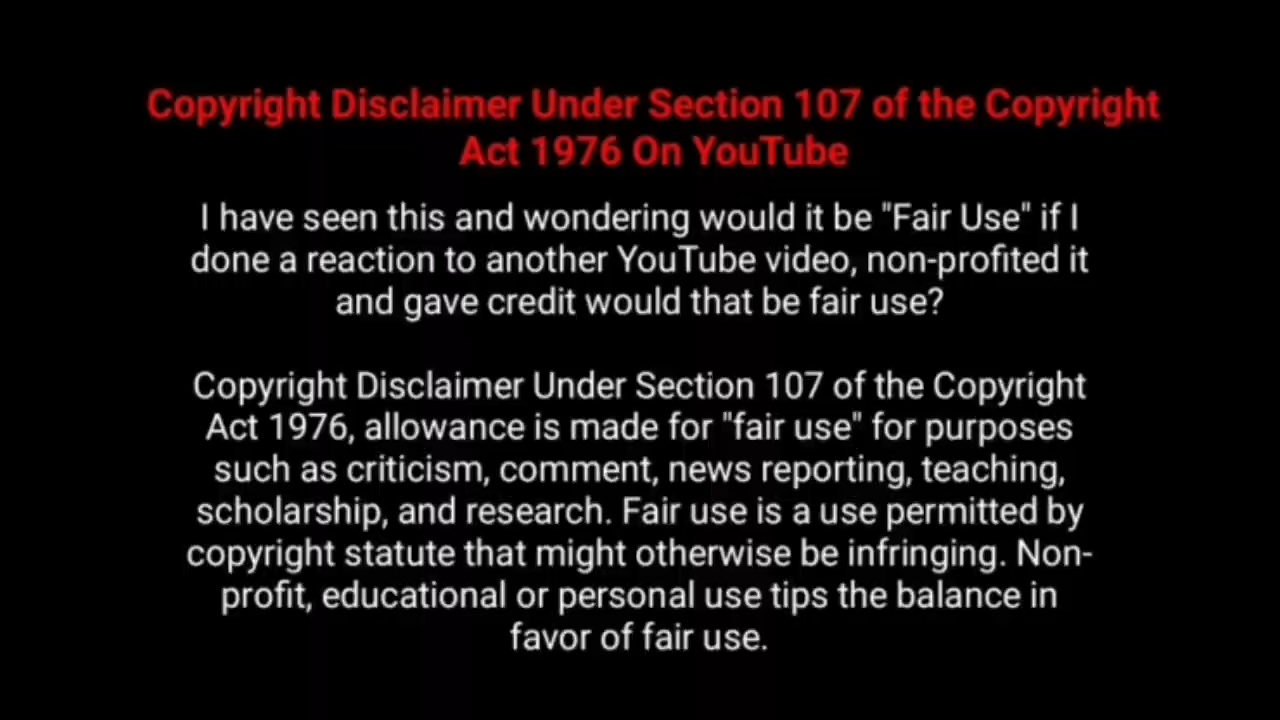 Copyright Disclaimer Under Section 107 of the Copyright
Act 1976 On YouTube
I have seen this and wondering would it be "Fair Use" if I
done a reaction to another YouTube video, non-profited it
and gave credit would that be fair use?
Copyright Disclaimer Under Section 107 of the Copyright
Act 1976, allowance is made for "fair use" for purposes
such as criticism, comment, news reporting, teaching,
scholarship, and research. Fair use is a use permitted by
copyright statute that might otherwise be infringing. Non-
profit, educational or personal use tips the balance in
favor of fair use.